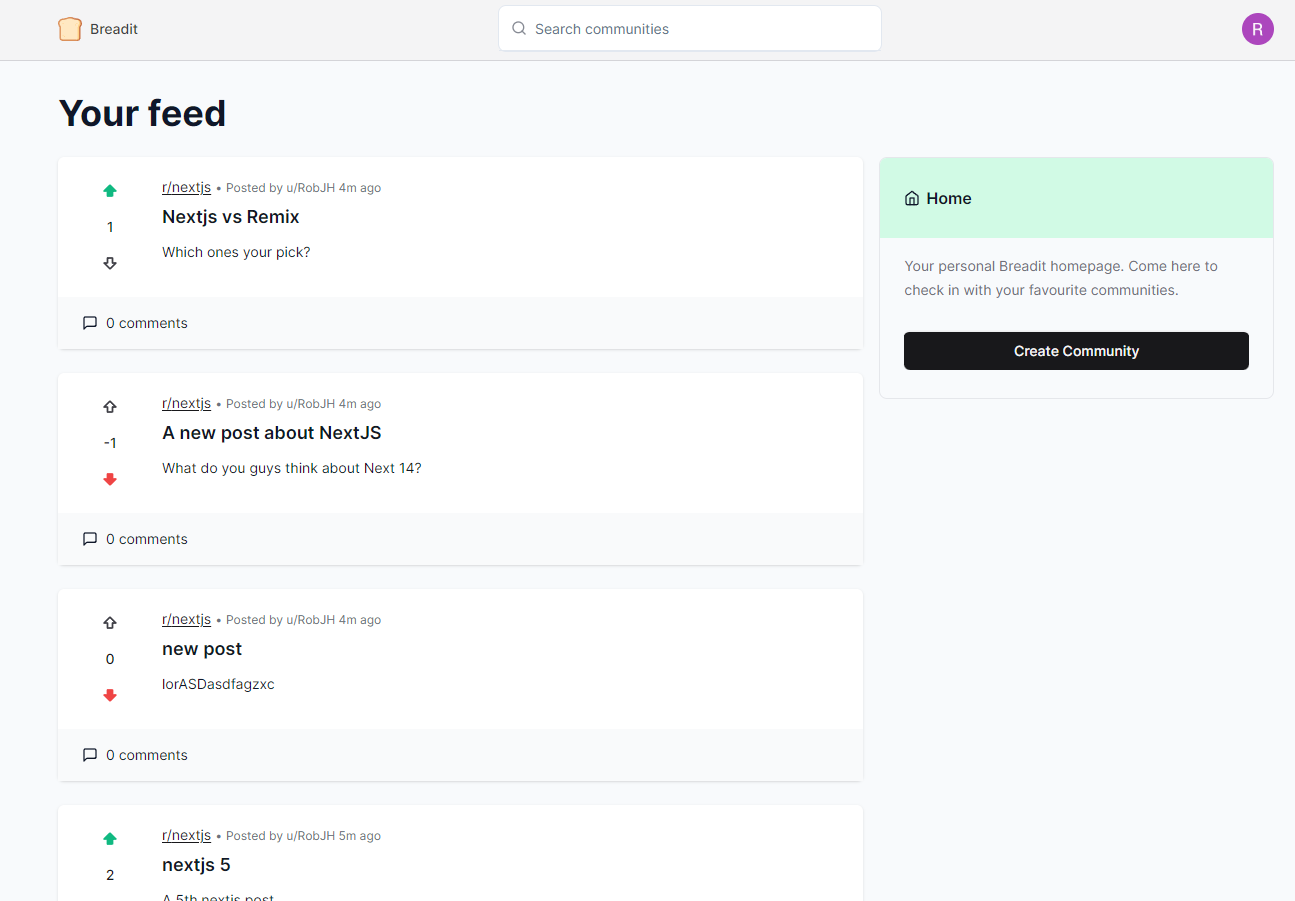 Breadit
Search communities
R
Your feed
r/nextjs • Posted by u/RobJH 4m ago
1
Nextjs vs Remix
Which ones your pick?
0 comments
r/nextjs • Posted by u/RobJH 4m ago
-1
A new post about NextJS
What do you guys think about Next 14?
0 comments
r/nextjs • Posted by u/RobJH 4m ago
0
new post
lorASDasdfagzxc
0 comments
r/nextjs • Posted by u/RobJH 5m ago
2
nextjs 5
A 5th nextjs post
Home
Your personal Breadit homepage. Come here to
check in with your favourite communities.
Create Community